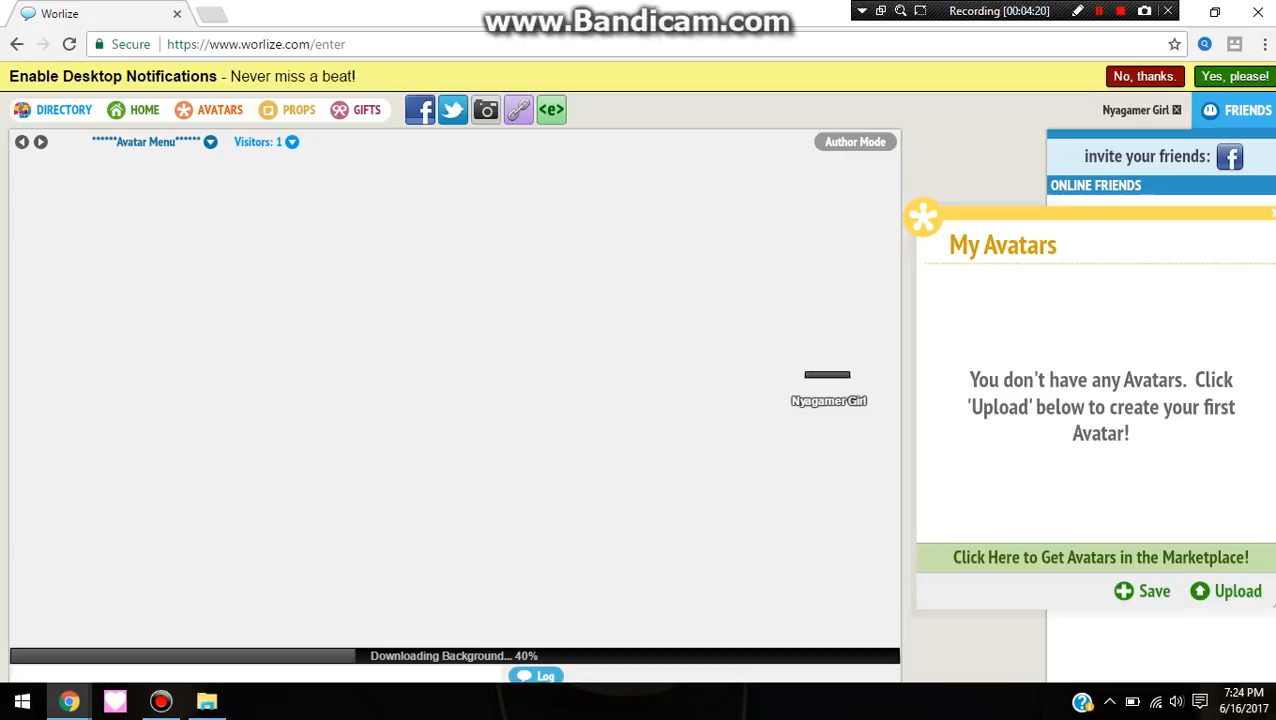 www.Bandicam.com
Recording [00:04:20]
Worlize
Secure
https://www.worlize.com/enter
Enable Desktop Notifications - Never miss a beat!
No, thanks.
Yes, please!
DIRECTORY
HOME
AVATARS
PROPS
GIFTS
<e>
Nyagamer Girl
FRIENDS
******Avatar Menu******
Visitors: 1
Author Mode
invite your friends:
ONLINE FRIENDS
My Avatars
You don't have any Avatars. Click
'Upload' below to create your first
Avatar!
Nyagamer Girl
Click Here to Get Avatars in the Marketplace!
Save
Upload
Downloading Background... 40%
Log
7:24 PM
6/16/2017